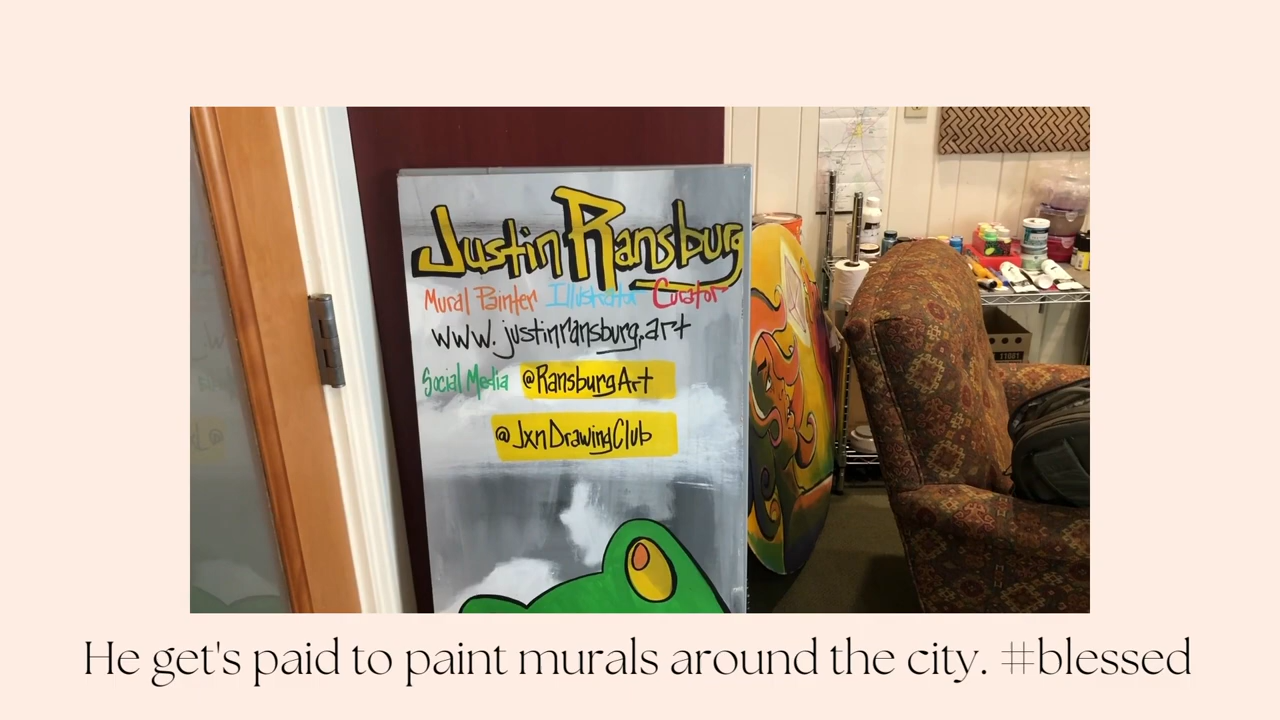 Justin Ransburg
Mural Painter Illustrator Curator
www.justinransburg.art
Social Media @RansburgArt
@JxnDrawingClub
11081
He get's paid to paint murals around the city. #blessed